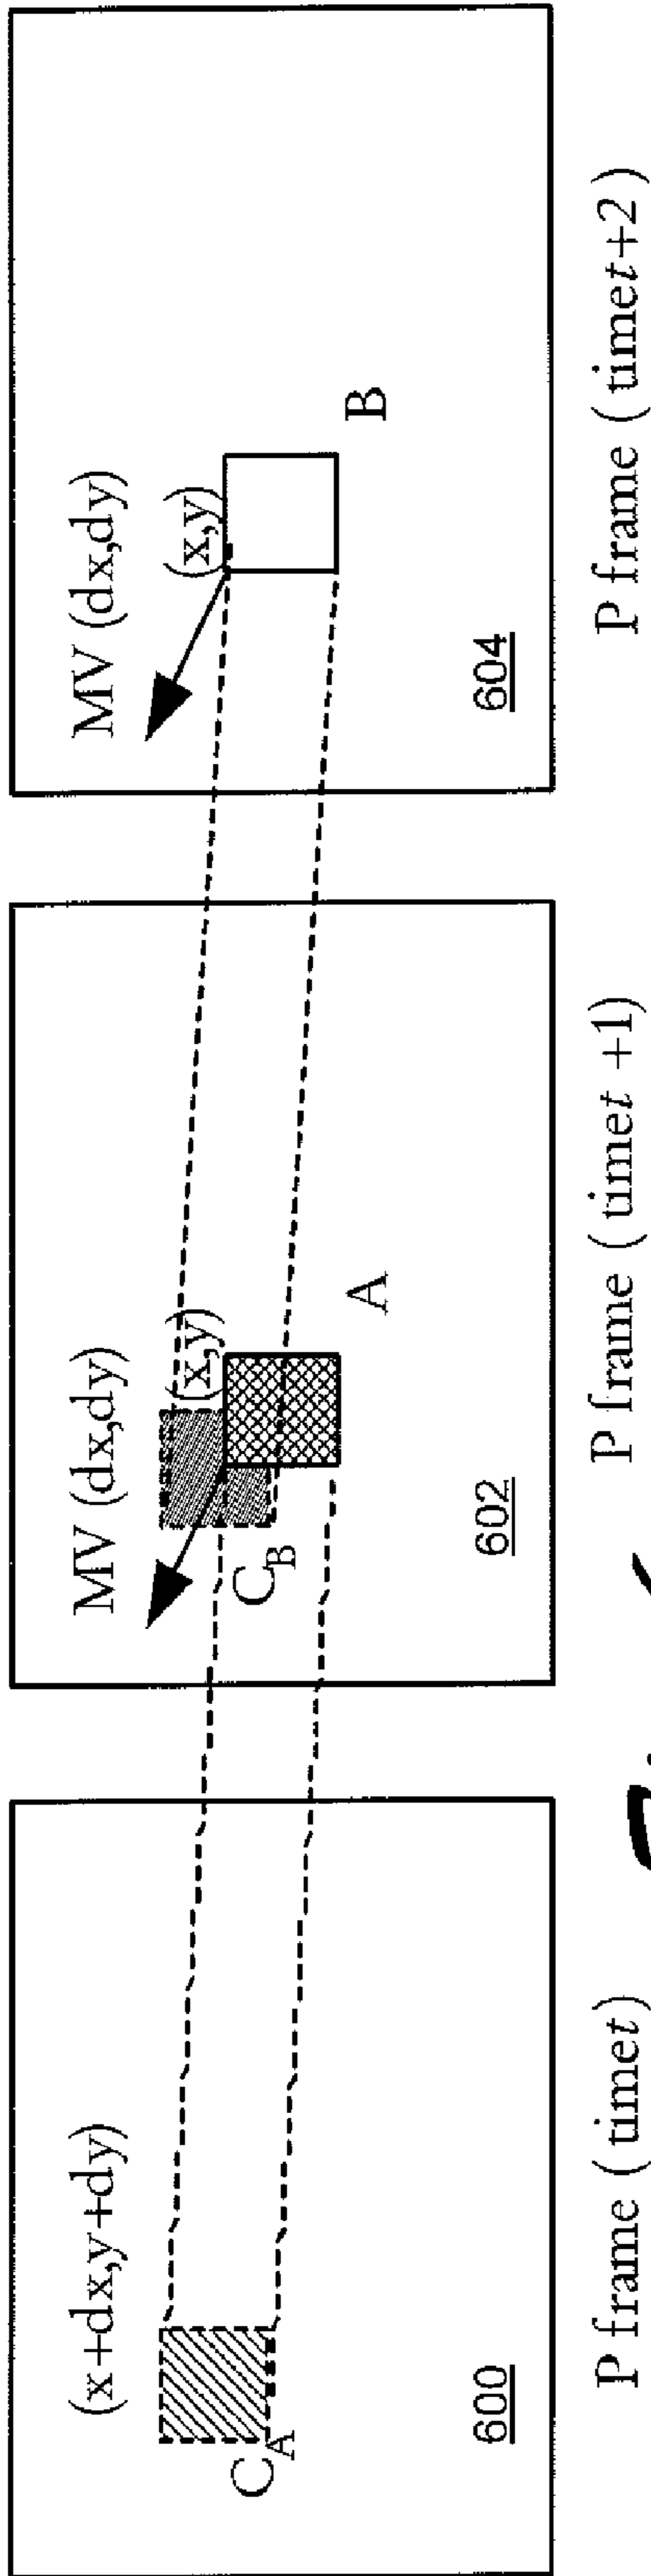 (x+dx,y+dy)
C_A
600
P frame ( time t)
MV (dx,dy)
(x,y)
C_B
A
602
P frame ( time t +1)
MV (dx,dy)
(x,y)
B
604
P frame ( time t+2 )